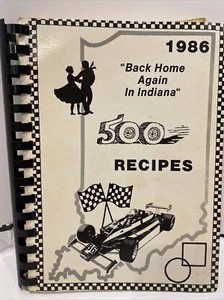 1986
"Back Home
Again
In Indiana"
500
RECIPES